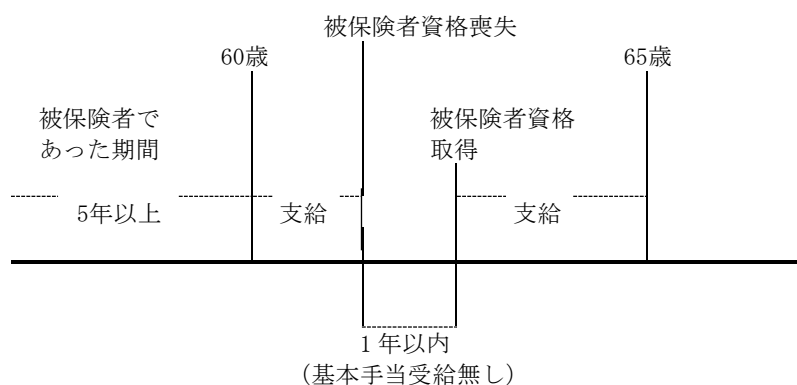 被保険者資格喪失
60歳
65歳
被保険者で
あった期間
被保険者資格
取得
5年以上
支給
支給
1年以内
(基本手当受給無し)